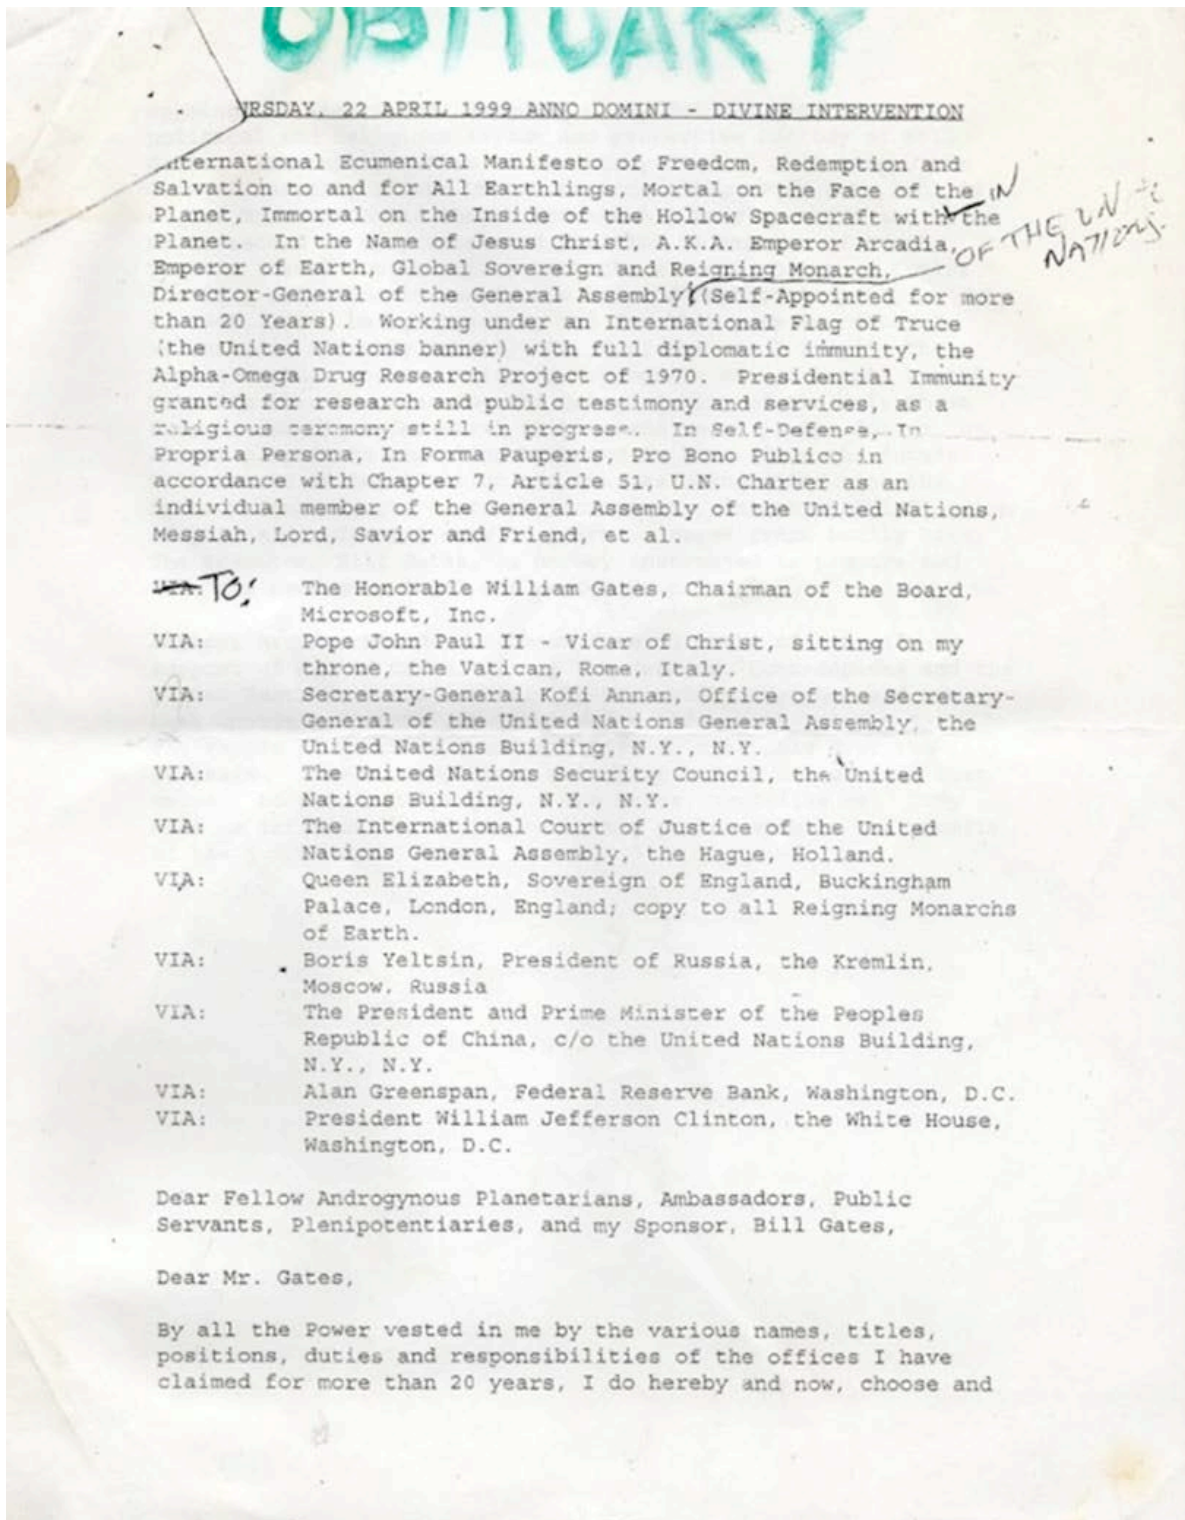 OBITUARY
URSDAY, 22 APRIL 1999 ANNO DOMINI - DIVINE INTERVENTION
International Ecumenical Manifesto of Freedom, Redemption and
Salvation to and for All Earthlings, Mortal on the Face of the IN
Planet, Immortal on the Inside of the Hollow Spacecraft with the
Planet. In the Name of Jesus Christ, A.K.A. Emperor Arcadia,
Emperor of Earth, Global Sovereign and Reigning Monarch,
OF THE UNITE
NATIONS.
Director-General of the General Assembly (Self-Appointed for more
than 20 Years). Working under an International Flag of Truce
(the United Nations banner) with full diplomatic immunity, the
Alpha-Omega Drug Research Project of 1970. Presidential Immunity
granted for research and public testimony and services, as a
religious ceremony still in progress. In Self-Defense, In
Propria Persona, In Forma Pauperis, Pro Bono Publico in
accordance with Chapter 7, Article 51, U.N. Charter as an
individual member of the General Assembly of the United Nations,
Messiah, Lord, Savior and Friend, et al.
VIA: TO: The Honorable William Gates, Chairman of the Board,
Microsoft, Inc.
VIA: Pope John Paul II - Vicar of Christ, sitting on my
throne, the Vatican, Rome, Italy.
VIA: Secretary-General Kofi Annan, Office of the Secretary-
General of the United Nations General Assembly, the
United Nations Building, N.Y., N.Y.
VIA: The United Nations Security Council, the United
Nations Building, N.Y., N.Y.
VIA: The International Court of Justice of the United
Nations General Assembly, the Hague, Holland.
VIA: Queen Elizabeth, Sovereign of England, Buckingham
Palace, London, England; copy to all Reigning Monarchs
of Earth.
VIA: Boris Yeltsin, President of Russia, the Kremlin,
Moscow, Russia
VIA: The President and Prime Minister of the Peoples
Republic of China, c/o the United Nations Building,
N.Y., N.Y.
VIA: Alan Greenspan, Federal Reserve Bank, Washington, D.C.
VIA: President William Jefferson Clinton, the White House,
Washington, D.C.
Dear Fellow Androgynous Planetarians, Ambassadors, Public
Servants, Plenipotentiaries, and my Sponsor, Bill Gates,
Dear Mr. Gates,
By all the Power vested in me by the various names, titles,
positions, duties and responsibilities of the offices I have
claimed for more than 20 years, I do hereby and now, choose and